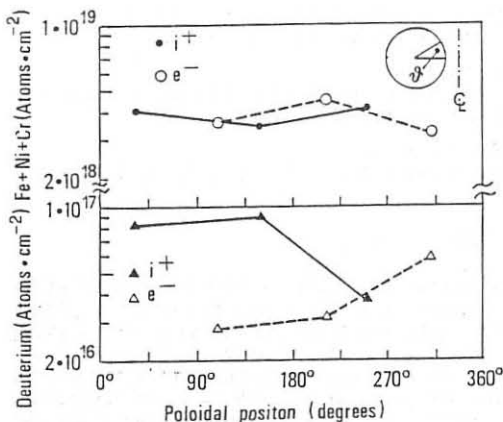 1•10¹⁹
i⁺
e⁻
ϑ
℄
2•10¹⁸
Fe+Ni+Cr(Atoms•cm⁻²)
1•10¹⁷
i⁺
e⁻
2•10¹⁶
Deuterium(Atoms•cm⁻²)
0° 90° 180° 270° 360°
Poloidal positon (degrees)